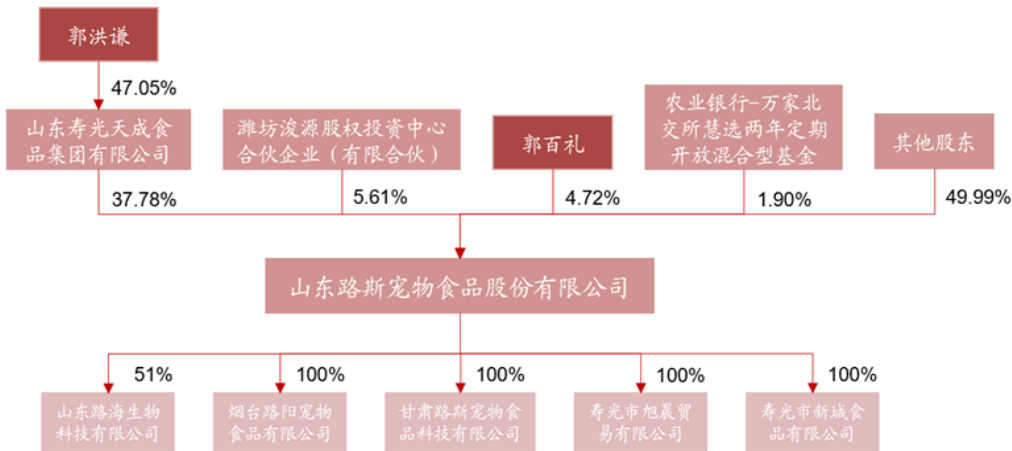 郭洪谦
47.05%
山东寿光天成食
品集团有限公司
潍坊浚源股权投资中心
合伙企业（有限合伙）
郭百礼
农业银行-万家北
交所慧选两年定期
开放混合型基金
其他股东
37.78%
5.61%
4.72%
1.90%
49.99%
山东路斯宠物食品股份有限公司
51%
100%
100%
100%
100%
山东路海生物
科技有限公司
烟台路阳宠物
食品有限公司
甘肃路斯宠物食
品科技有限公司
寿光市旭晨贸
易有限公司
寿光市新城食
品有限公司